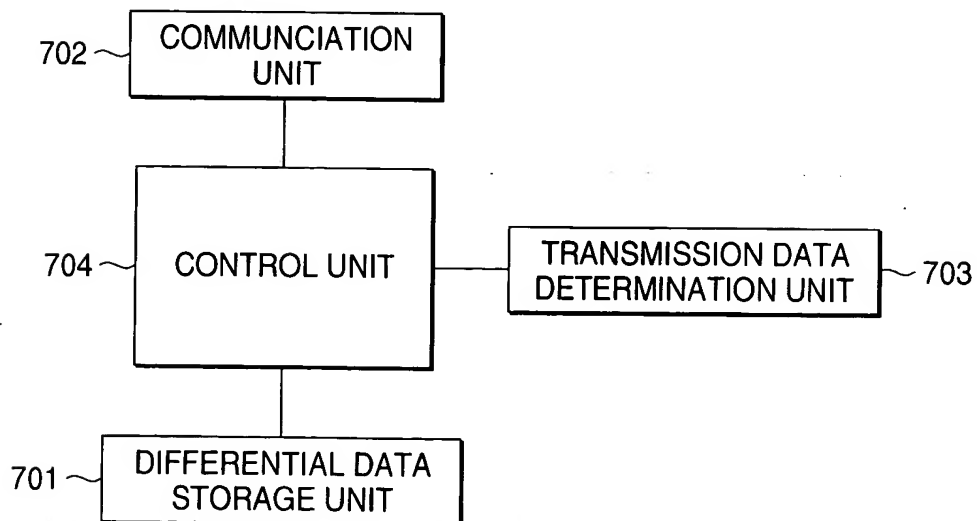 702
COMMUNCIATION
UNIT
704
CONTROL UNIT
TRANSMISSION DATA
DETERMINATION UNIT
703
701
DIFFERENTIAL DATA
STORAGE UNIT